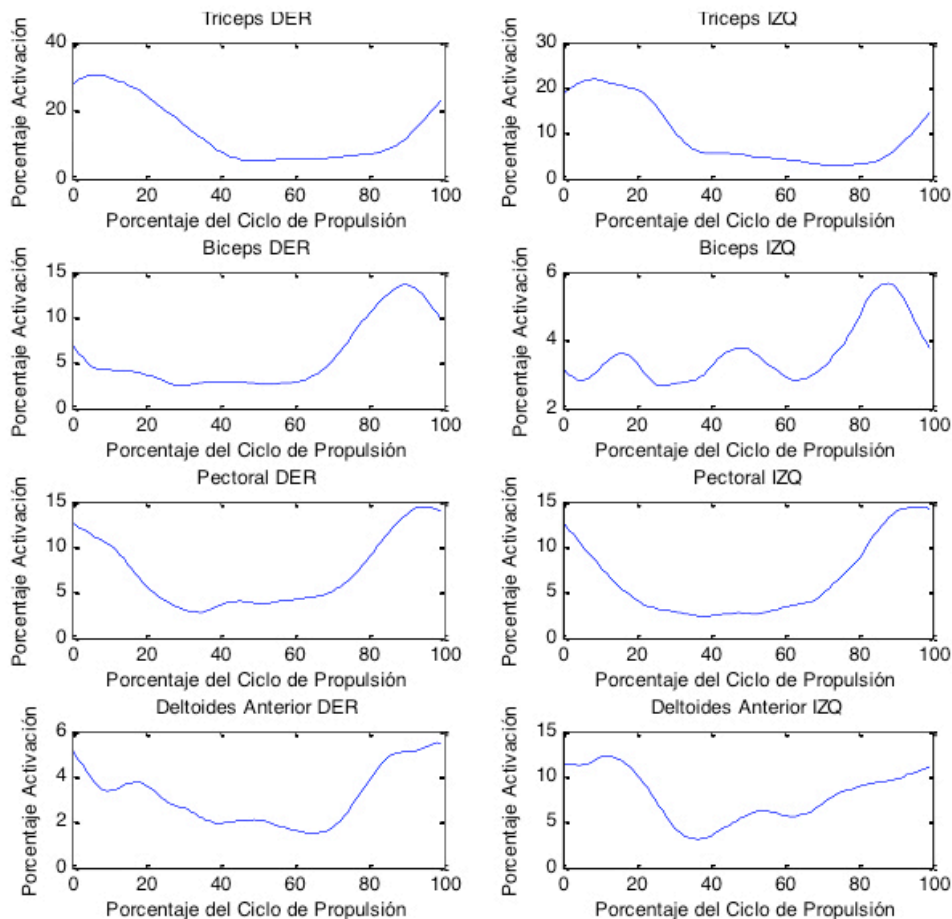 Triceps DER
Porcentaje Activación
40
20
0
0 20 40 60 80 100
Porcentaje del Ciclo de Propulsión
Triceps IZQ
Porcentaje Activación
30
20
10
0
0 20 40 60 80 100
Porcentaje del Ciclo de Propulsión
Biceps DER
Porcentaje Activación
15
10
5
0
0 20 40 60 80 100
Porcentaje del Ciclo de Propulsión
Biceps IZQ
Porcentaje Activación
6
4
2
0 20 40 60 80 100
Porcentaje del Ciclo de Propulsión
Pectoral DER
Porcentaje Activación
15
10
5
0
0 20 40 60 80 100
Porcentaje del Ciclo de Propulsión
Pectoral IZQ
Porcentaje Activación
15
10
5
0
0 20 40 60 80 100
Porcentaje del Ciclo de Propulsión
Deltoides Anterior DER
Porcentaje Activación
6
4
2
0
0 20 40 60 80 100
Porcentaje del Ciclo de Propulsión
Deltoides Anterior IZQ
Porcentaje Activación
15
10
5
0
0 20 40 60 80 100
Porcentaje del Ciclo de Propulsión